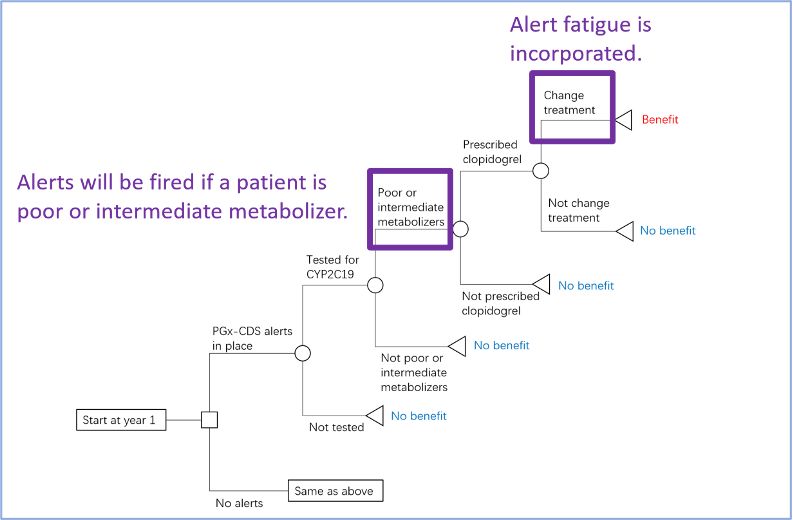 Alert fatigue is
incorporated.
Change
treatment
Benefit
Prescribed
clopidogrel
Alerts will be fired if a patient is
poor or intermediate metabolizer.
Poor or
intermediate
metabolizers
Not change
treatment
No benefit
Tested for
CYP2C19
Not prescribed
clopidogrel
No benefit
PGx-CDS alerts
in place
Not poor or
intermediate
metabolizers
No benefit
Start at year 1
Not tested
No benefit
No alerts
Same as above